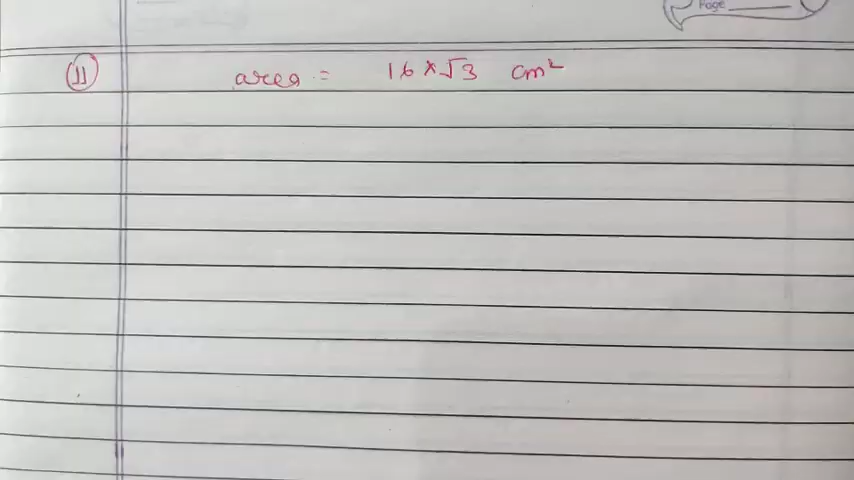 Page
(11) area = 16 × √3 cm²